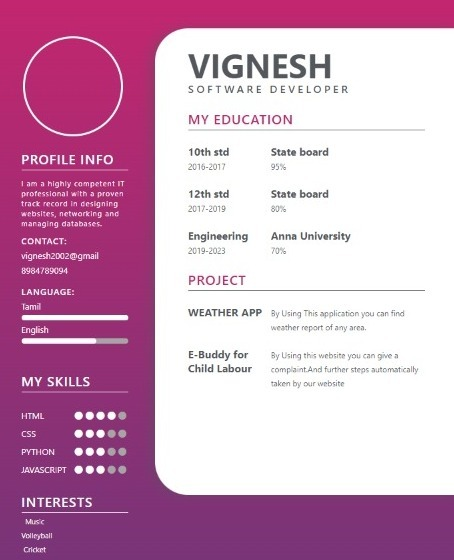 PROFILE INFO
I am a highly competent IT
professional with a proven
track record in designing
websites, networking and
managing databases.
CONTACT:
vignesh2002@gmail
8984789094
LANGUAGE:
Tamil
English
MY SKILLS
HTML
CSS
PYTHON
JAVASCRIPT
INTERESTS
Music
Volleyball
Cricket
VIGNESH
SOFTWARE DEVELOPER
MY EDUCATION
10th std State board
2016-2017 95%
12th std State board
2017-2019 80%
Engineering Anna University
2019-2023 70%
PROJECT
WEATHER APP By Using This application you can find
weather report of any area.
E-Buddy for By Using this website you can give a
Child Labour complaint.And further steps automatically
taken by our website